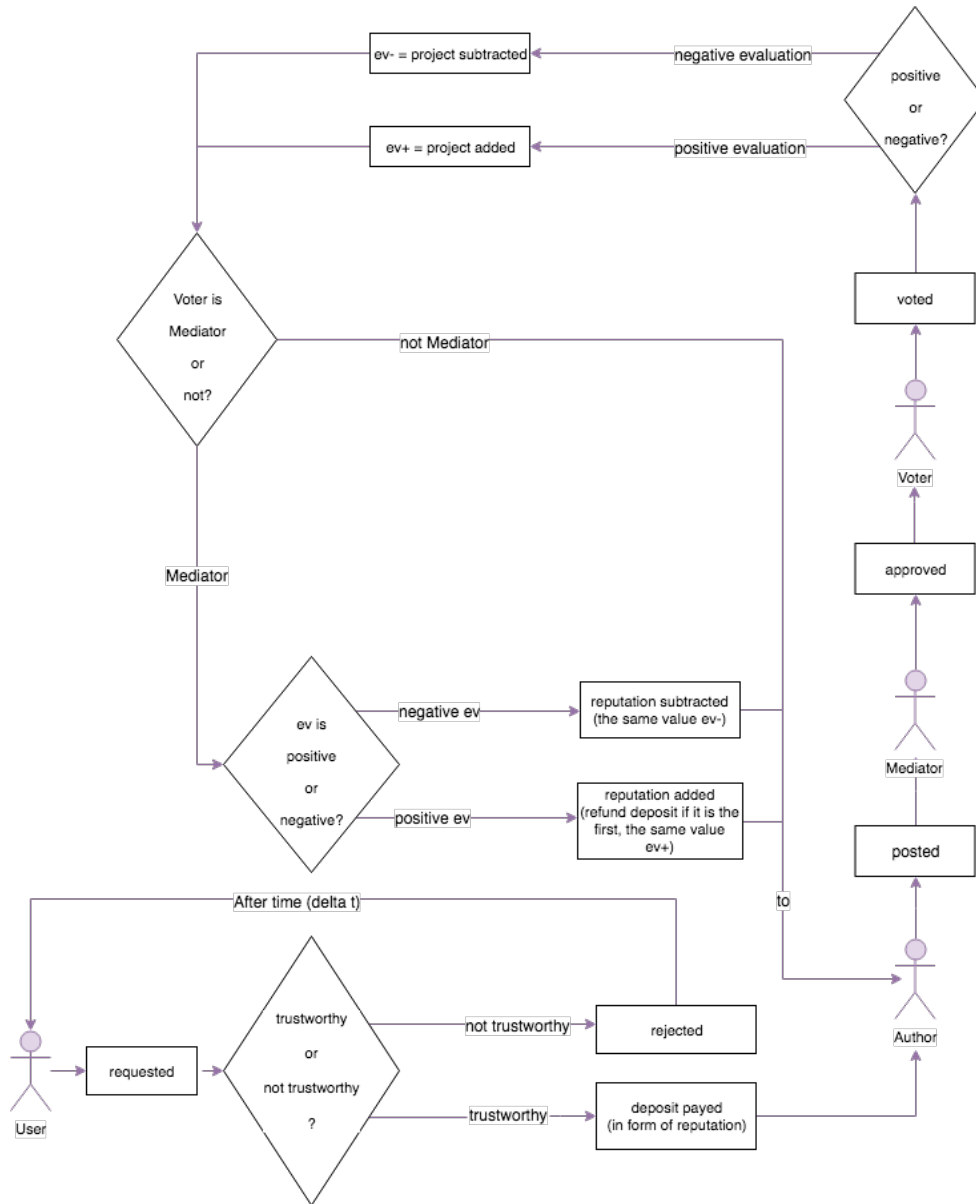 ev- = project subtracted
negative evaluation
positive
or
negative?
ev+ = project added
positive evaluation
Voter is
Mediator
or
not?
not Mediator
voted
Voter
approved
Mediator
Mediator
ev is
positive
or
negative?
negative ev
reputation subtracted
(the same value ev-)
positive ev
reputation added
(refund deposit if it is the
first, the same value
ev+)
posted
After time (delta t)
to
Author
trustworthy
or
not trustworthy
?
not trustworthy
rejected
requested
User
trustworthy
deposit payed
(in form of reputation)